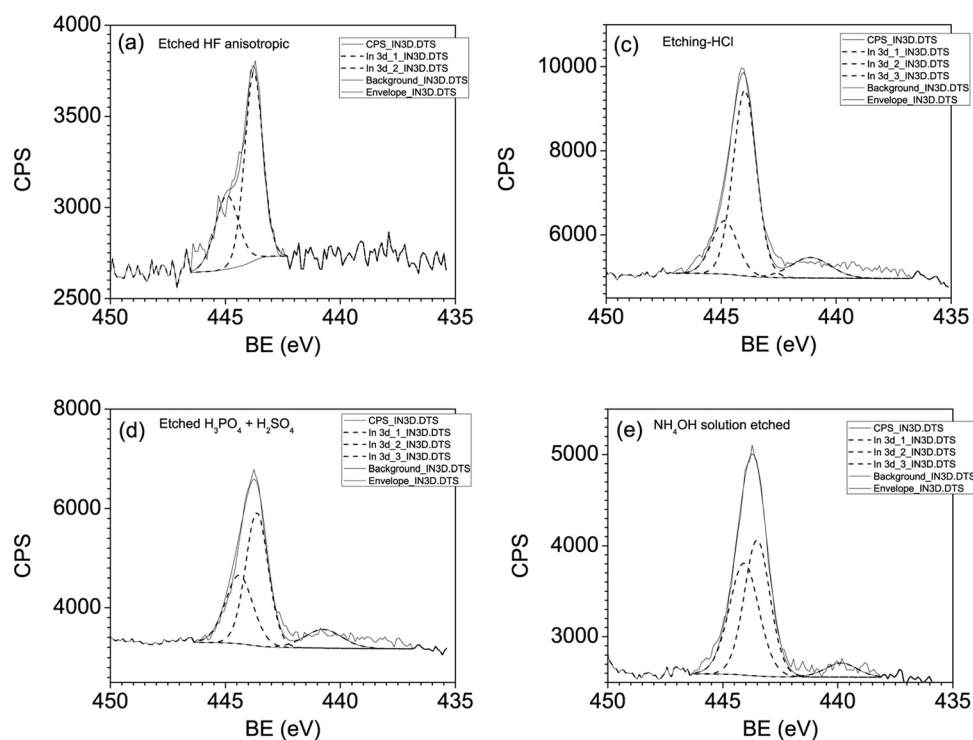 (a) Etched HF anisotropic
CPS_IN3D.DTS
In 3d_1_IN3D.DTS
In 3d_2_IN3D.DTS
Background_IN3D.DTS
Envelope_IN3D.DTS
4000
3500
3000
2500
CPS
450 445 440 435
BE (eV)
(c) Etching-HCl
CPS_IN3D.DTS
In 3d_1_IN3D.DTS
In 3d_2_IN3D.DTS
In 3d_3_IN3D.DTS
Background_IN3D.DTS
Envelope_IN3D.DTS
10000
8000
6000
CPS
450 445 440 435
BE (eV)
(d) Etched H₃PO₄ + H₂SO₄
CPS_IN3D.DTS
In 3d_1_IN3D.DTS
In 3d_2_IN3D.DTS
In 3d_3_IN3D.DTS
Background_IN3D.DTS
Envelope_IN3D.DTS
8000
6000
4000
CPS
450 445 440 435
BE (eV)
(e) NH₄OH solution etched
CPS_IN3D.DTS
In 3d_1_IN3D.DTS
In 3d_2_IN3D.DTS
In 3d_3_IN3D.DTS
Background_IN3D.DTS
Envelope_IN3D.DTS
5000
4000
3000
CPS
450 445 440 435
BE (eV)